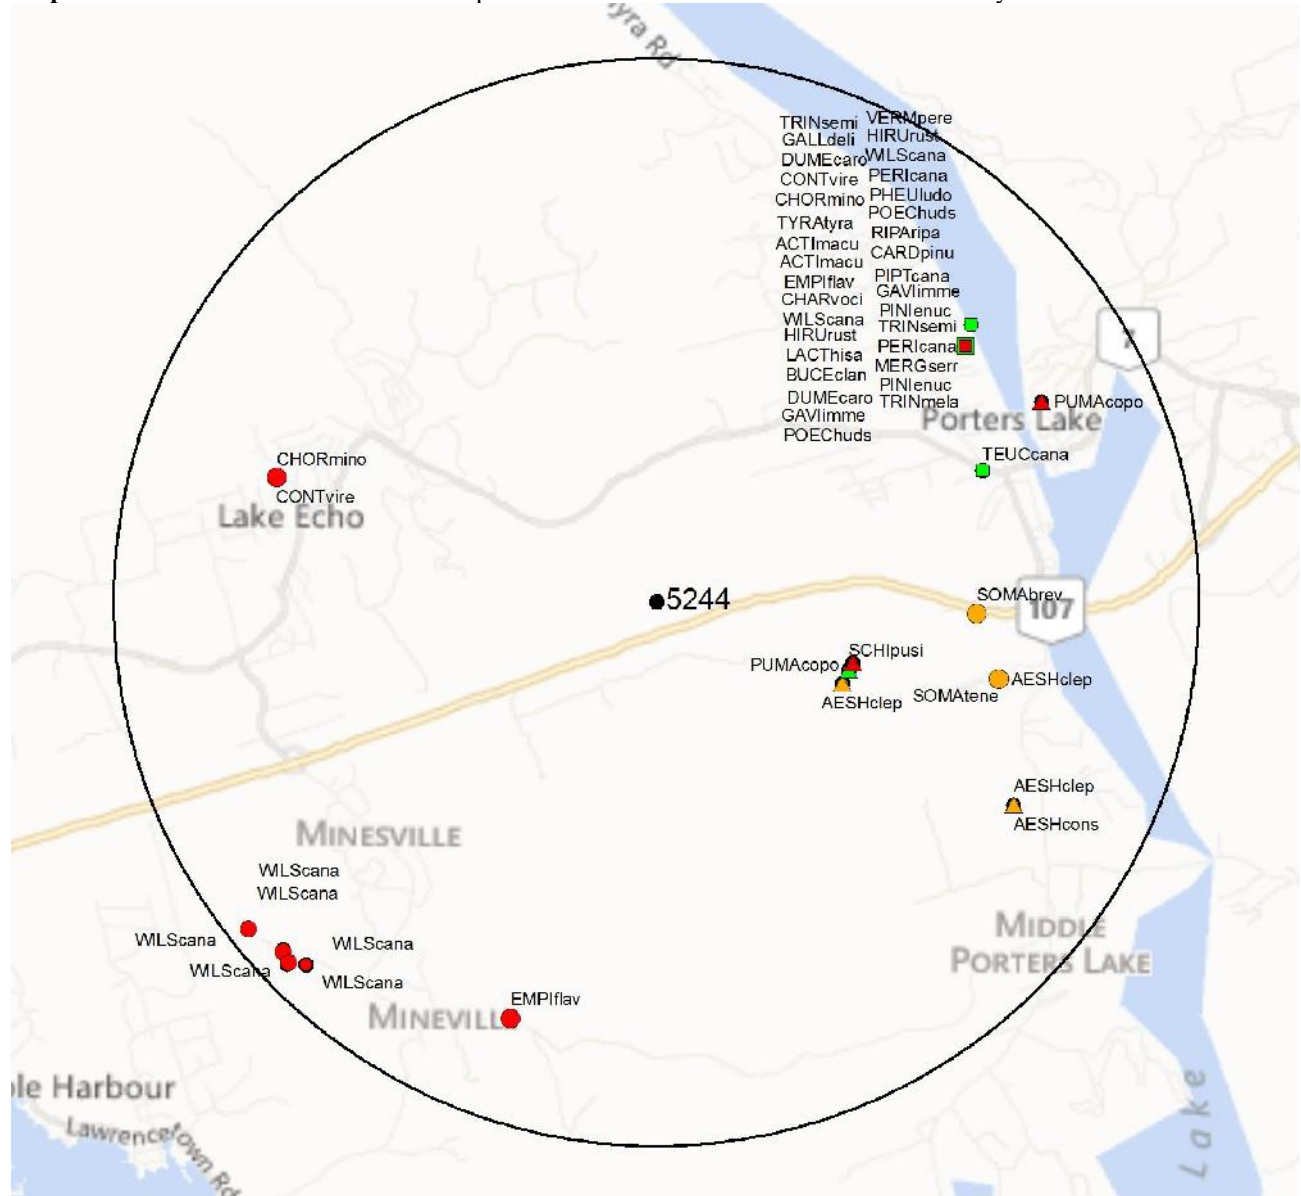 yra Rd
TRINsemi
GALLdeli
DUMEcaro
CONTvire
CHORmino
TYRAtyra
ACTImacu
ACTImacu
EMPIflav
CHARvoci
WILScana
HIRUrust
LACThisa
BUCEclan
DUMEcaro
GAVIimme
POEChuds
VERMpere
HIRUrust
WILScana
PERIcana
PHEUludo
POEChuds
RIPAripa
CARDpinu
PIPTcana
GAVIimme
PINIenuc
TRINsemi
PERIcana
MERGserr
PINIenuc
TRINmela
7
PUMAcopo
Porters Lake
TEUCcana
CHORmino
CONTvire
Lake Echo
5244
SOMAbrev
107
SCHIpusi
PUMAcopo
AESHclep
SOMAtene
AESHclep
AESHclep
AESHcons
MINESVILLE
WILScana
WILScana
WILScana
WILScana
WILScana
WILScana
MIDDLE
PORTERS LAKE
EMPIflav
MINEVILL
le Harbour
Lawrencetown Rd
Lake